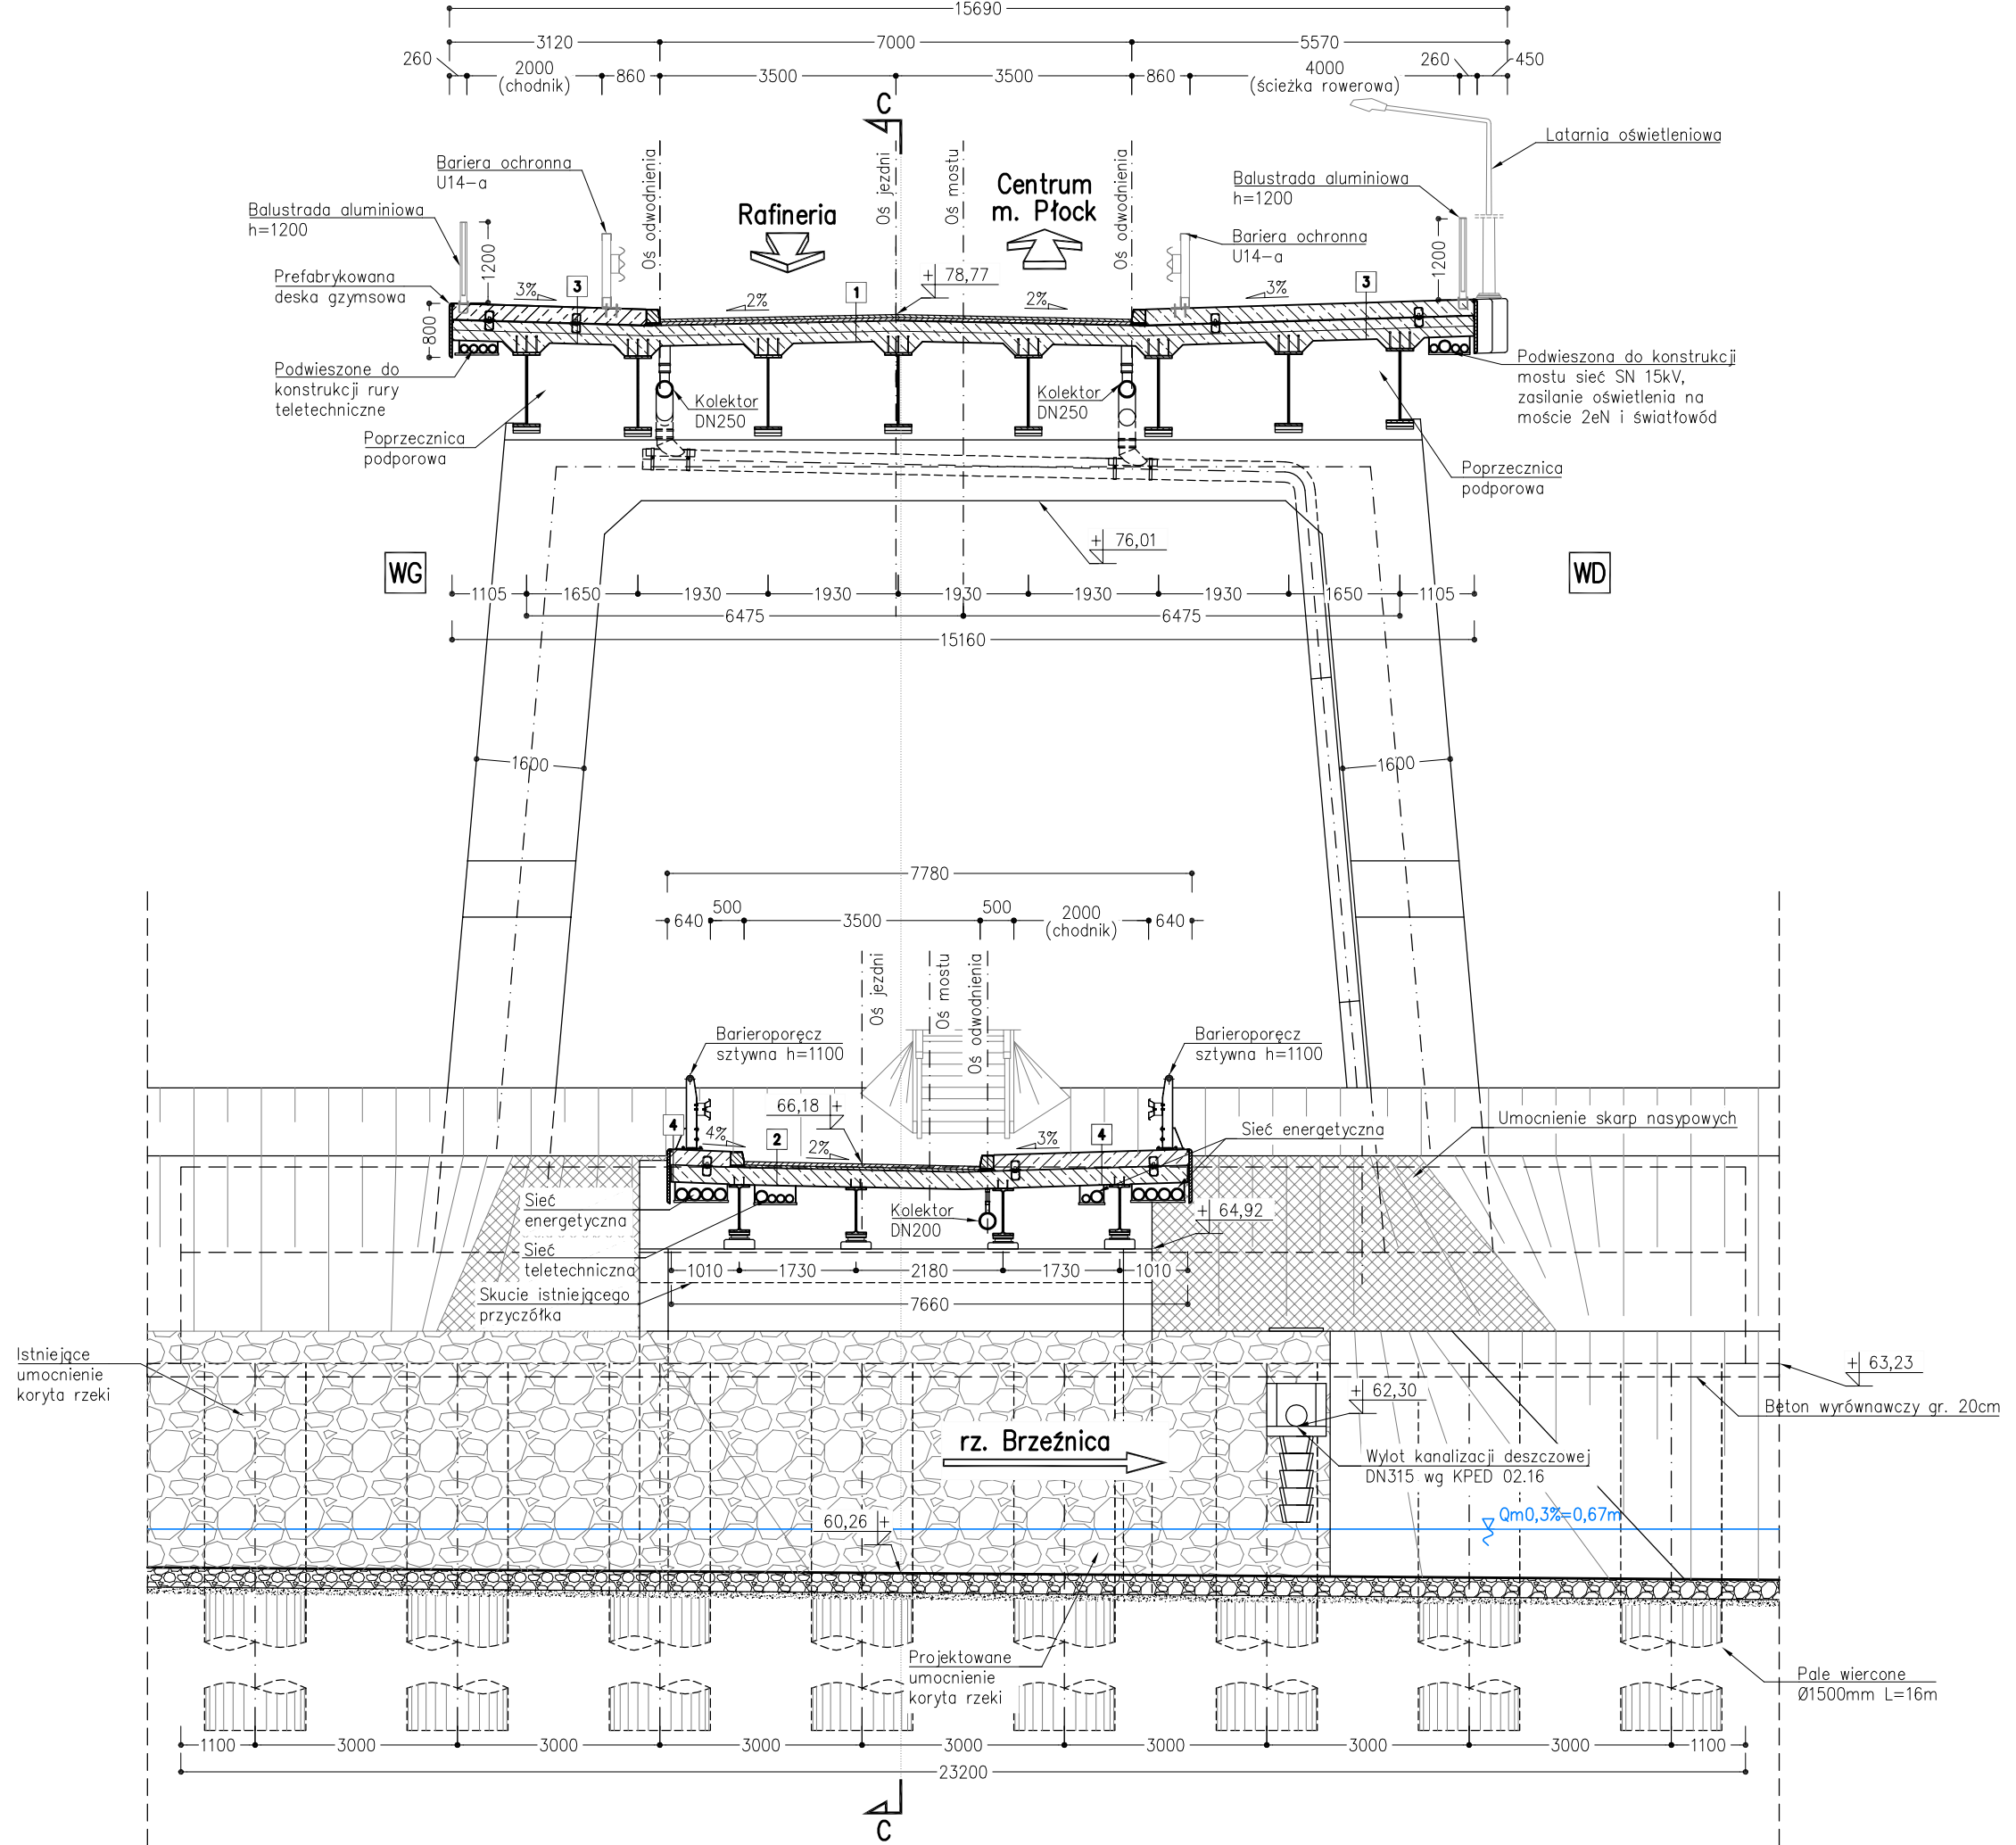 15690
3120 7000 5570
260 2000 860 3500 3500 860 4000 260 450
(chodnik) (ścieżka rowerowa)
C
Latarnia oświetleniowa
Bariera ochronna
U14-a
Balustrada aluminiowa
h=1200
Oś odwodnienia
Oś jezdni
Oś mostu
Oś odwodnienia
Rafineria
Centrum
m. Płock
Balustrada aluminiowa
h=1200
Bariera ochronna
U14-a
1200
1200
Prefabrykowana
deska gzymsowa
800
3% 3 2% 1 + 78,77 2% 3% 3
Podwieszone do
konstrukcji rury
teletechniczne
Kolektor
DN250
Kolektor
DN250
Podwieszona do konstrukcji
mostu sieć SN 15kV,
zasilanie oświetlenia na
moście 2eN i światłowód
Poprzecznica
podporowa
Poprzecznica
podporowa
+ 76,01
WG
WD
1105 1650 1930 1930 1930 1930 1930 1650 1105
6475 6475
15160
1600 1600
7780
640 500 3500 500 2000 640
(chodnik)
Oś jezdni
Oś mostu
Oś odwodnienia
Barieroporęcz
sztywna h=1100
Barieroporęcz
sztywna h=1100
66,18 +
4 4% 2 2% 3% 4
Sieć energetyczna
Umocnienie skarp nasypowych
Sieć
energetyczna
Kolektor
DN200
+ 64,92
Sieć
teletechniczna
1010 1730 2180 1730 1010
Skucie istniejącego
przyczółka
7660
Istniejące
umocnienie
koryta rzeki
+ 63,23
+ 62,30
Beton wyrównawczy gr. 20cm
rz. Brzeźnica
Wylot kanalizacji deszczowej
DN315 wg KPED 02.16
Qm0,3%=0,67m
60,26 +
Projektowane
umocnienie
koryta rzeki
Pale wiercone
Ø1500mm L=16m
1100 3000 3000 3000 3000 3000 3000 3000 1100
23200
C